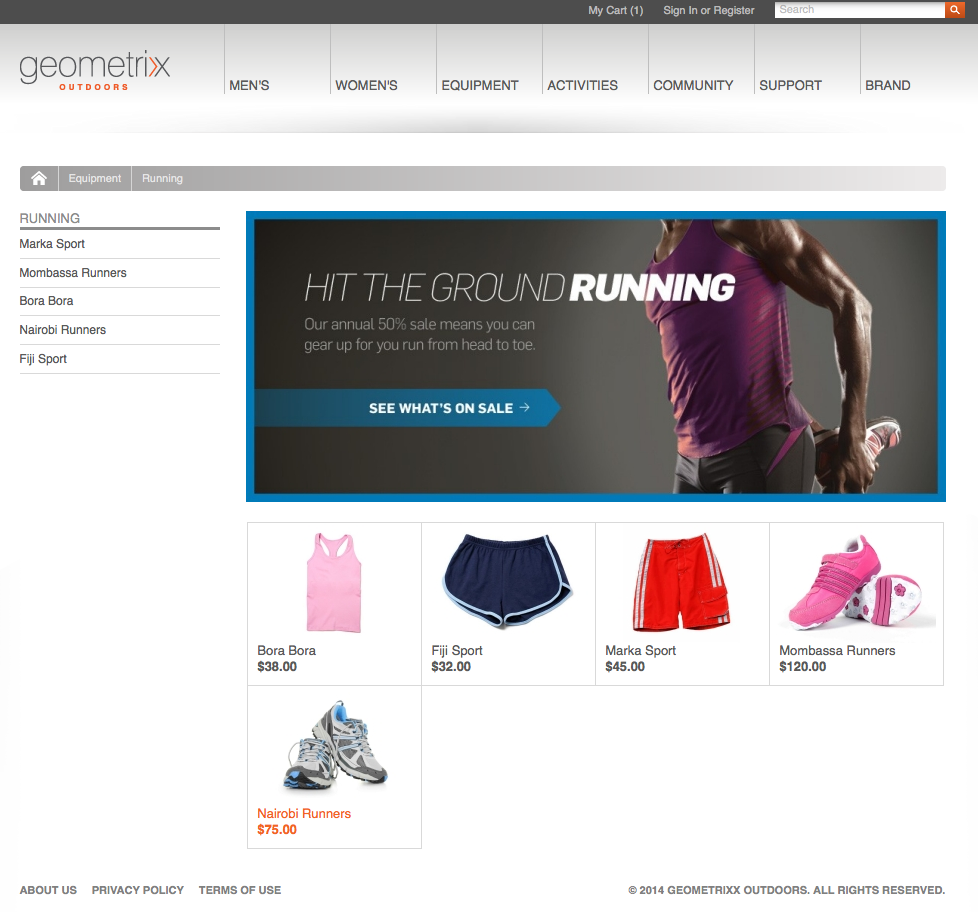 My Cart (1)
Sign In or Register
Search
geometrixx
OUTDOORS
MEN'S
WOMEN'S
EQUIPMENT
ACTIVITIES
COMMUNITY
SUPPORT
BRAND
Equipment
Running
RUNNING
Marka Sport
Mombassa Runners
Bora Bora
Nairobi Runners
Fiji Sport
HIT THE GROUND RUNNING
Our annual 50% sale means you can
gear up for you run from head to toe.
SEE WHAT'S ON SALE →
Bora Bora
$38.00
Fiji Sport
$32.00
Marka Sport
$45.00
Mombassa Runners
$120.00
Nairobi Runners
$75.00
ABOUT US
PRIVACY POLICY
TERMS OF USE
© 2014 GEOMETRIXX OUTDOORS. ALL RIGHTS RESERVED.